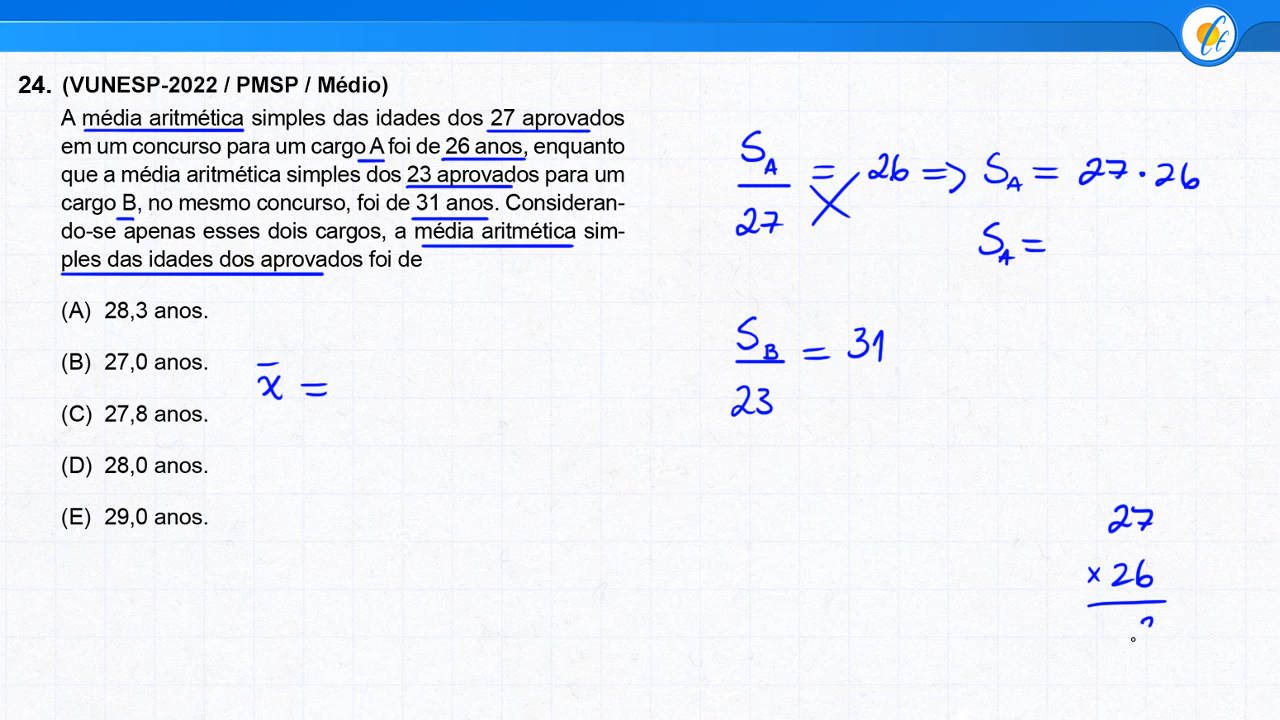 24. (VUNESP-2022 / PMSP / Médio)
A média aritmética simples das idades dos 27 aprovados
em um concurso para um cargo A foi de 26 anos, enquanto
que a média aritmética simples dos 23 aprovados para um
cargo B, no mesmo concurso, foi de 31 anos. Consideran-
do-se apenas esses dois cargos, a média aritmética sim-
ples das idades dos aprovados foi de
(A) 28,3 anos.
(B) 27,0 anos.
(C) 27,8 anos.
(D) 28,0 anos.
(E) 29,0 anos.
x̄ =
S_A / 27 = 26 => S_A = 27 · 26
S_A =
S_B / 23 = 31
27
x 26